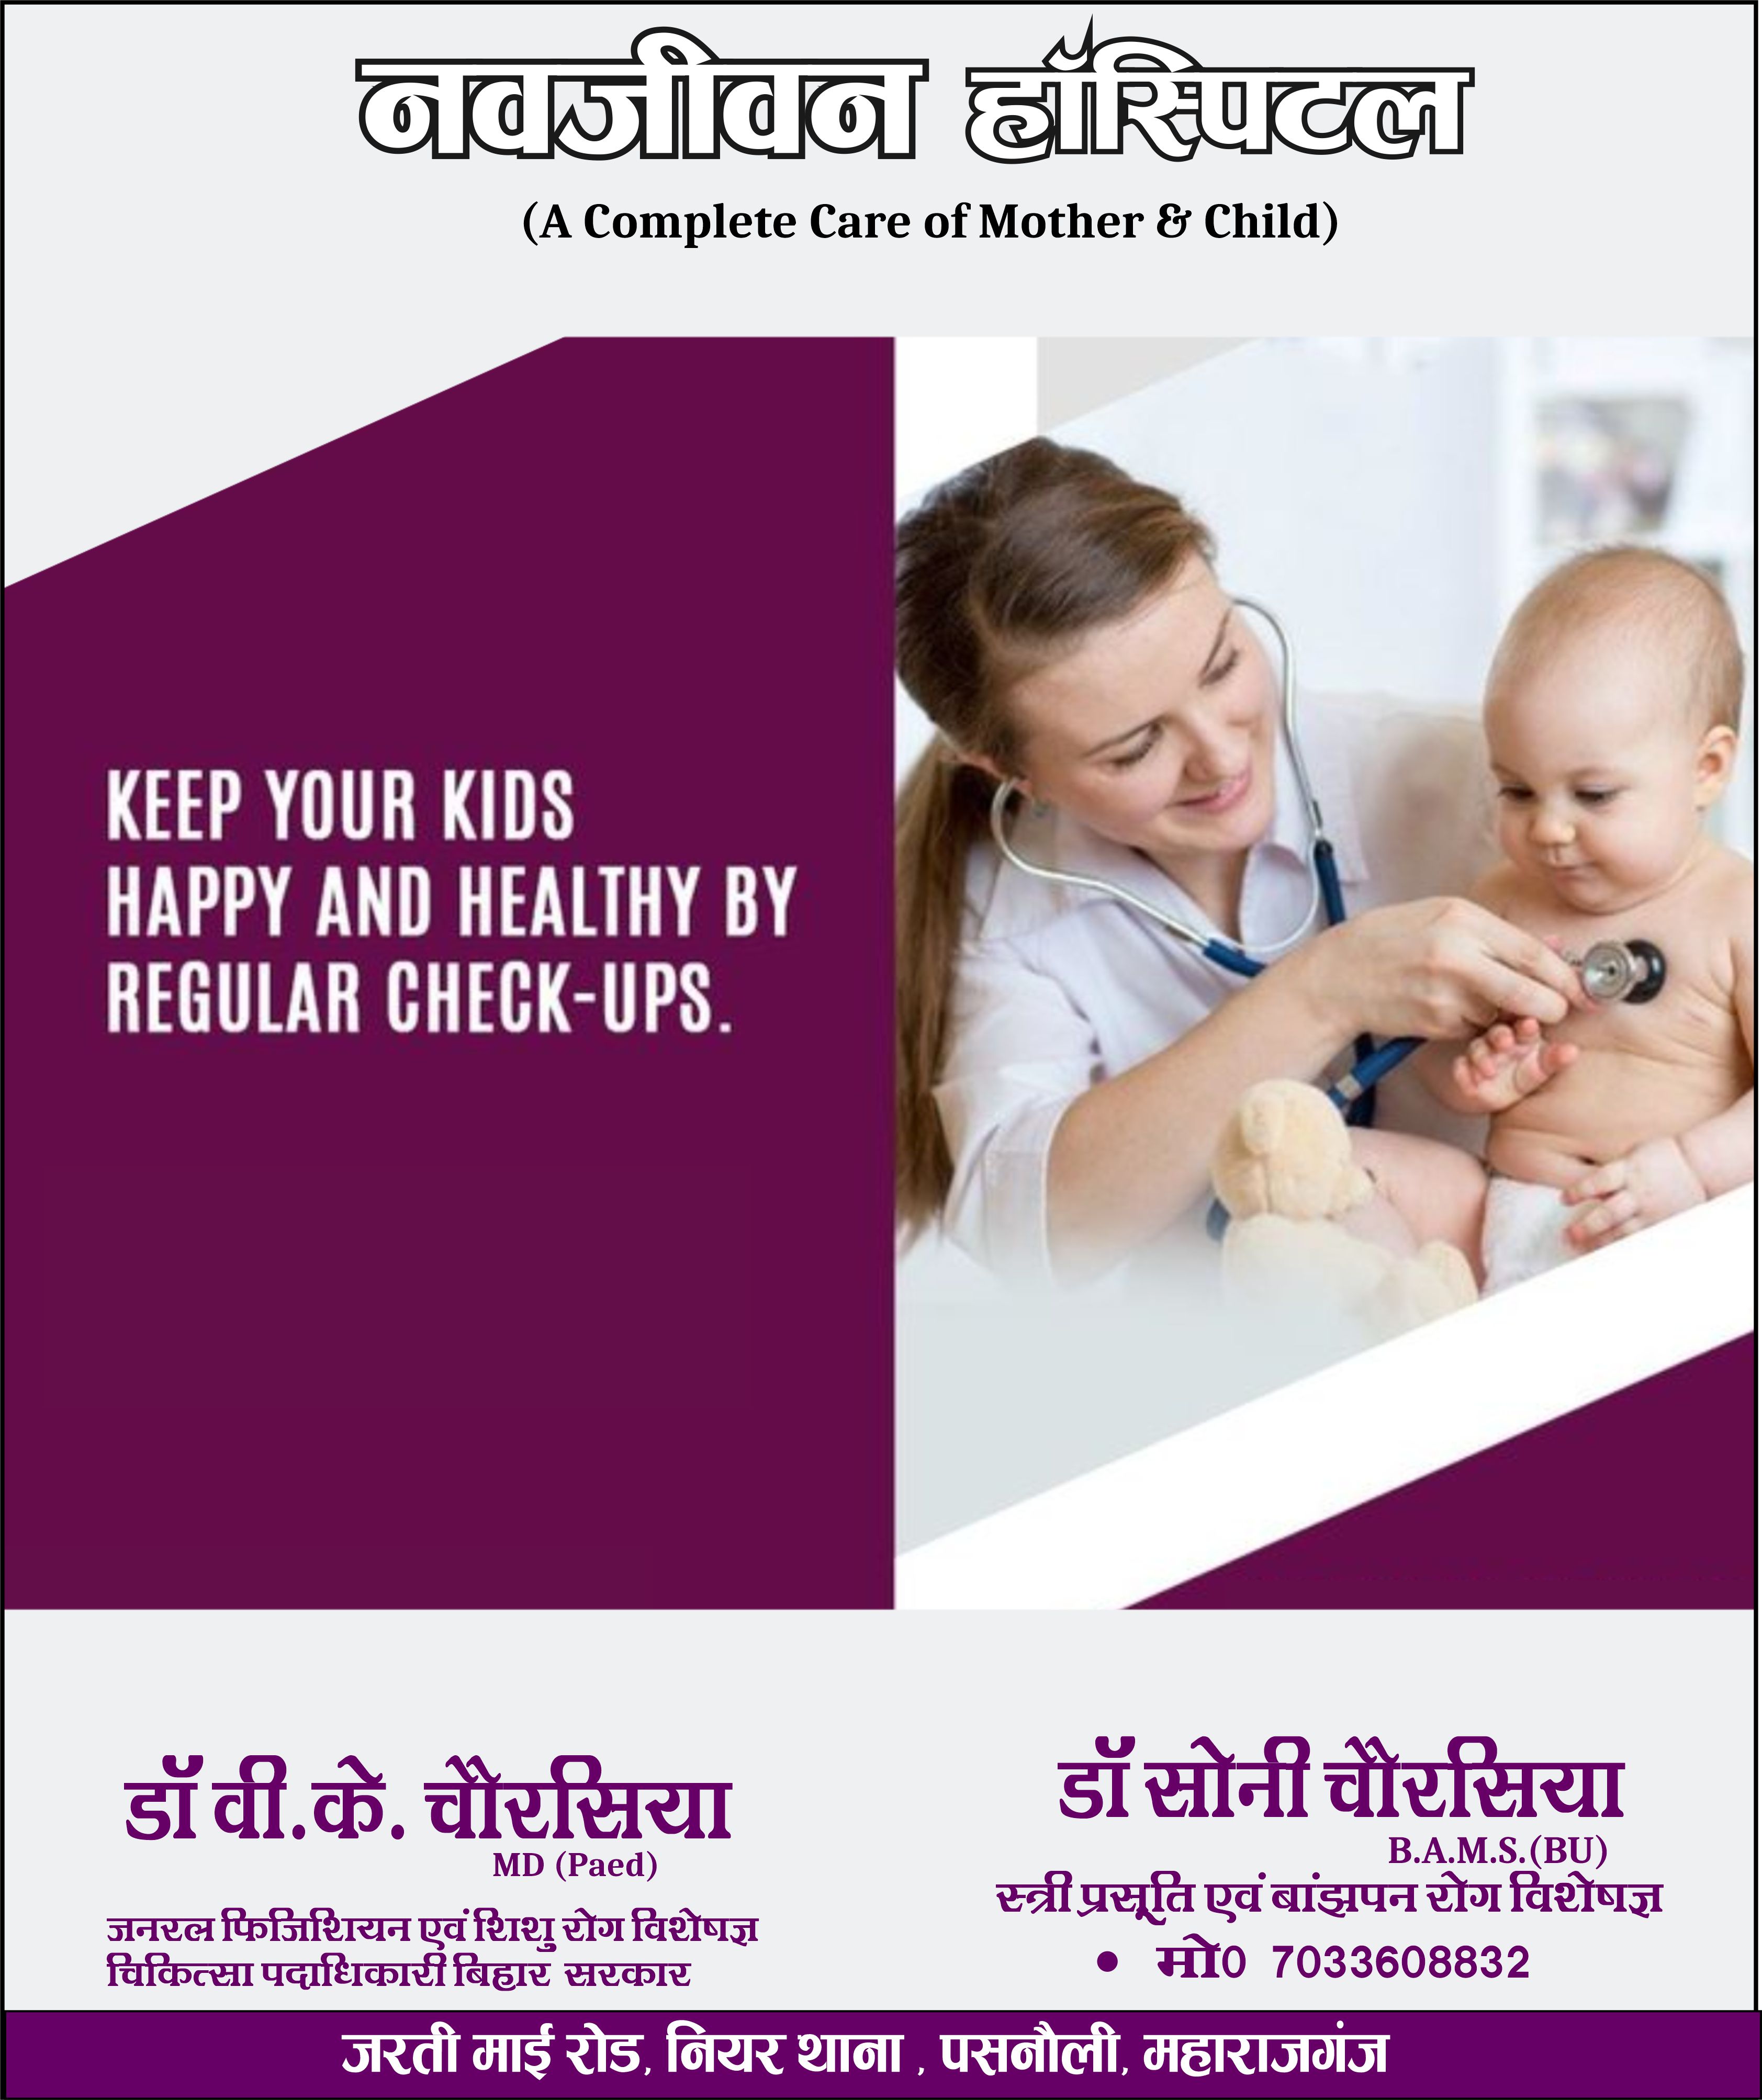 नवजीवन हॉस्पिटल
(A Complete Care of Mother & Child)
KEEP YOUR KIDS
HAPPY AND HEALTHY BY
REGULAR CHECK-UPS.
डॉ वी.के. चौरसिया
MD (Paed)
जनरल फिजिशियन एवं शिशु रोग विशेषज्ञ
चिकित्सा पदाधिकारी बिहार सरकार
डॉ सोनी चौरसिया
B.A.M.S.(BU)
स्त्री प्रसूति एवं बांझपन रोग विशेषज्ञ
• मो0 7033608832
जरती माई रोड, नियर थाना , पसनौली, महाराजगंज